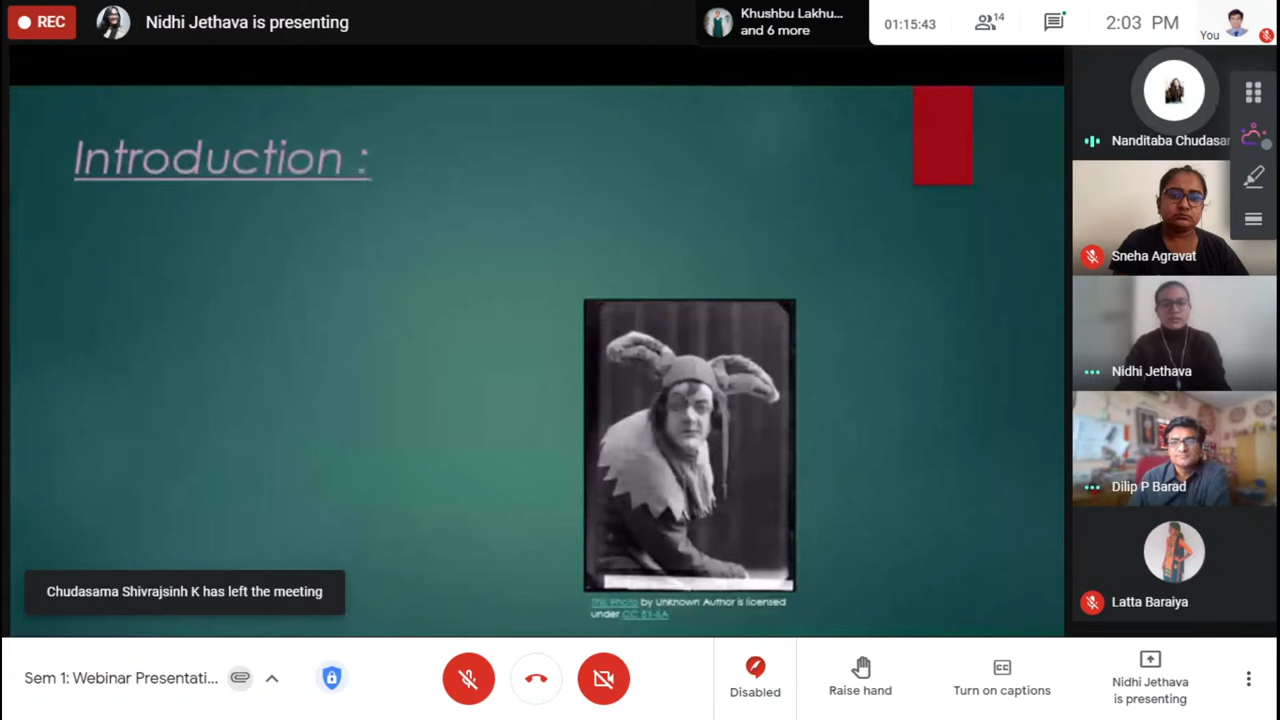 REC
Nidhi Jethava is presenting
Khushbu Lakhu...
and 6 more
01:15:43
14
2:03 PM
You
Introduction :
This Photo by Unknown Author is licensed
under CC BY-SA
Chudasama Shivrajsinh K has left the meeting
Nanditaba Chudasar
Sneha Agravat
Nidhi Jethava
Dilip P Barad
Latta Baraiya
Sem 1: Webinar Presentati...
Disabled
Raise hand
Turn on captions
Nidhi Jethava
is presenting